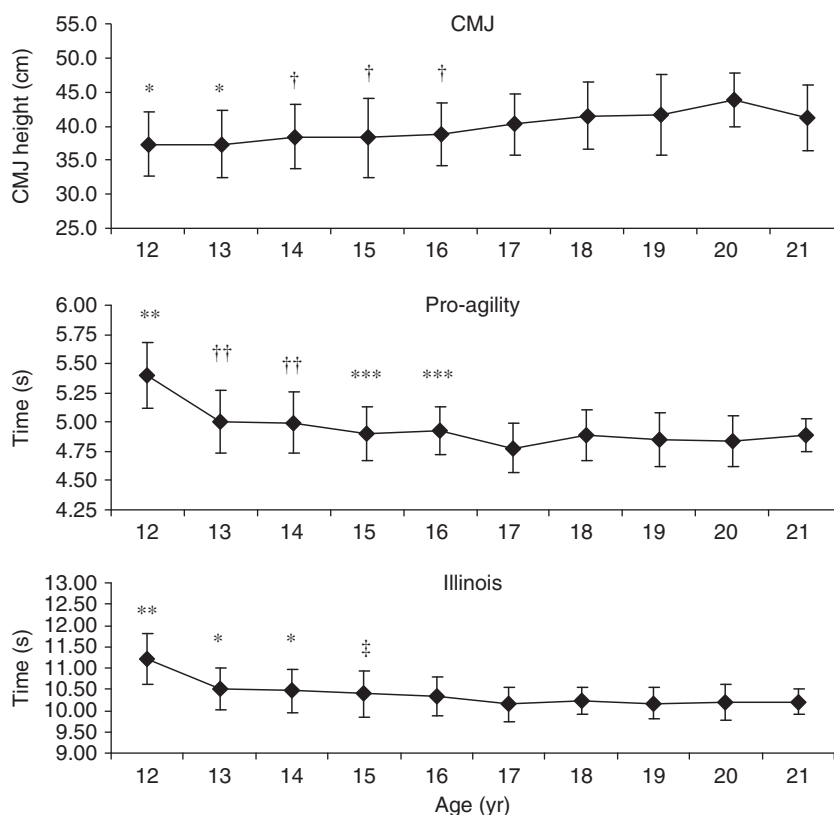 CMJ
CMJ height (cm)
55.0
50.0
45.0
40.0
35.0
30.0
25.0
* * † † †
12 13 14 15 16 17 18 19 20 21
Pro-agility
Time (s)
6.00
5.75
5.50
5.25
5.00
4.75
4.50
4.25
** †† †† *** ***
12 13 14 15 16 17 18 19 20 21
Illinois
Time (s)
13.00
12.50
12.00
11.50
11.00
10.50
10.00
9.50
9.00
** * * ‡
12 13 14 15 16 17 18 19 20 21
Age (yr)